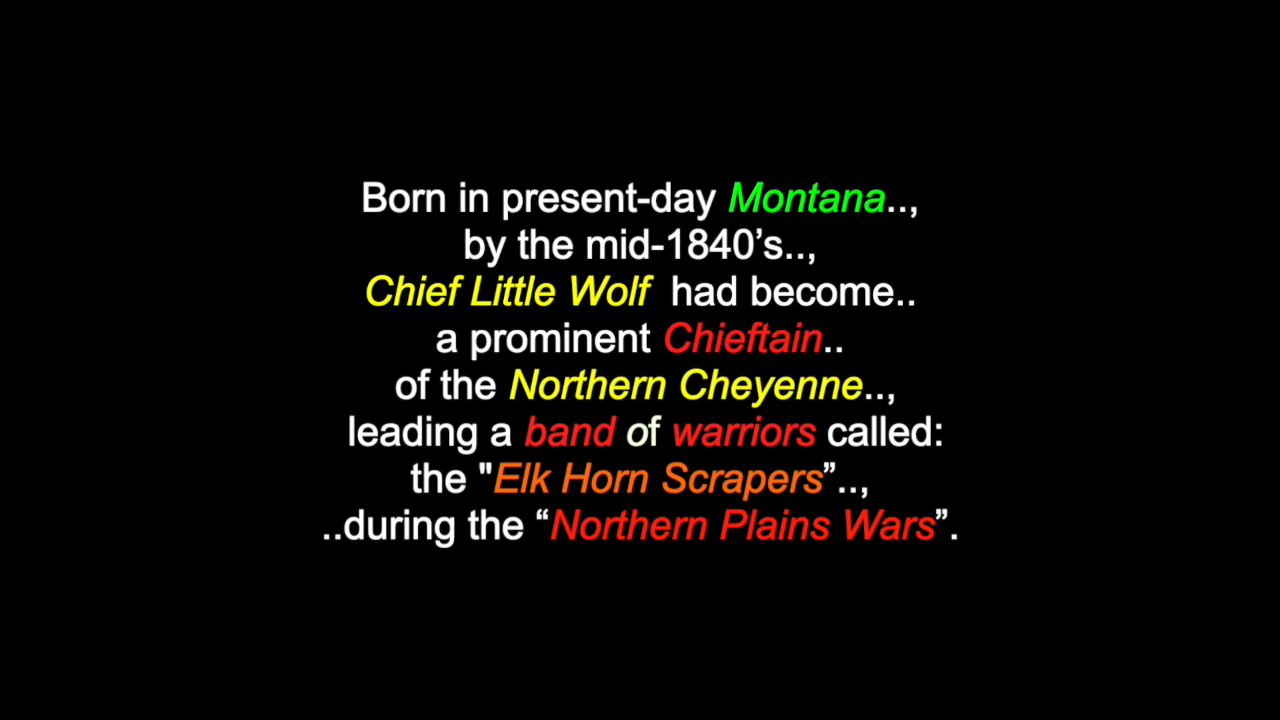 Born in present-day Montana..,
by the mid-1840’s..,
Chief Little Wolf  had become..
a prominent Chieftain..
of the Northern Cheyenne..,
leading a band of warriors called:
the "Elk Horn Scrapers”..,
..during the “Northern Plains Wars”.